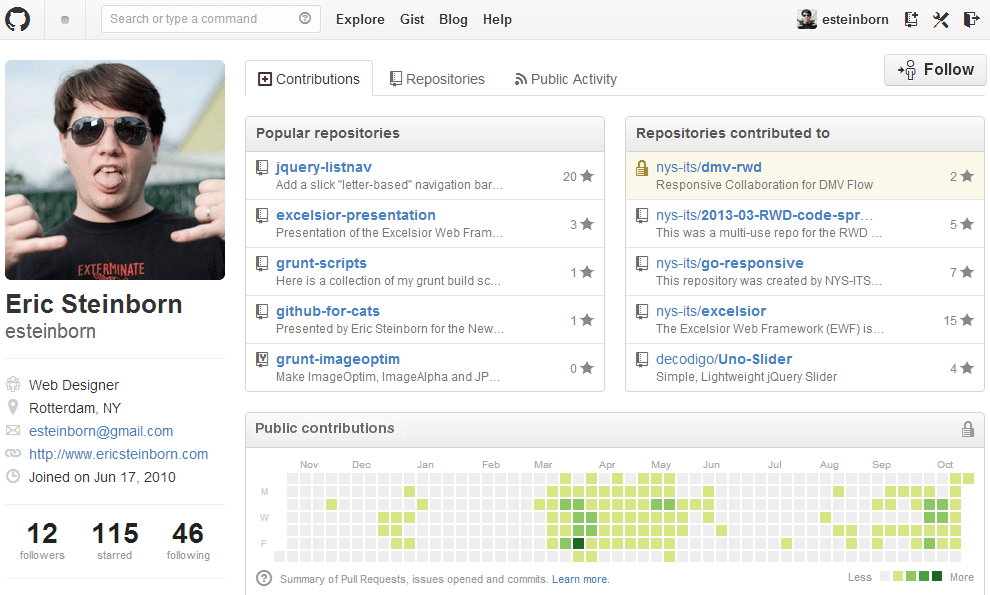 Search or type a command
Explore Gist Blog Help
esteinborn
Contributions
Repositories
Public Activity
Follow
EXTERMINATE
Eric Steinborn
esteinborn
Web Designer
Rotterdam, NY
esteinborn@gmail.com
http://www.ericsteinborn.com
Joined on Jun 17, 2010
12 115 46
followers starred following
Popular repositories
jquery-listnav
Add a slick "letter-based" navigation bar…
20
excelsior-presentation
Presentation of the Excelsior Web Fram…
3
grunt-scripts
Here is a collection of my grunt build sc…
1
github-for-cats
Presented by Eric Steinborn for the New…
1
grunt-imageoptim
Make ImageOptim, ImageAlpha and JP…
0
Repositories contributed to
nys-its/dmv-rwd
Responsive Collaboration for DMV Flow
2
nys-its/2013-03-RWD-code-spr…
This was a multi-use repo for the RWD …
5
nys-its/go-responsive
This repository was created by NYS-ITS…
7
nys-its/excelsior
The Excelsior Web Framework (EWF) is…
15
decodigo/Uno-Slider
Simple, Lightweight jQuery Slider
4
Public contributions
Nov Dec Jan Feb Mar Apr May Jun Jul Aug Sep Oct
M
W
F
Summary of Pull Requests, issues opened and commits. Learn more.
Less More